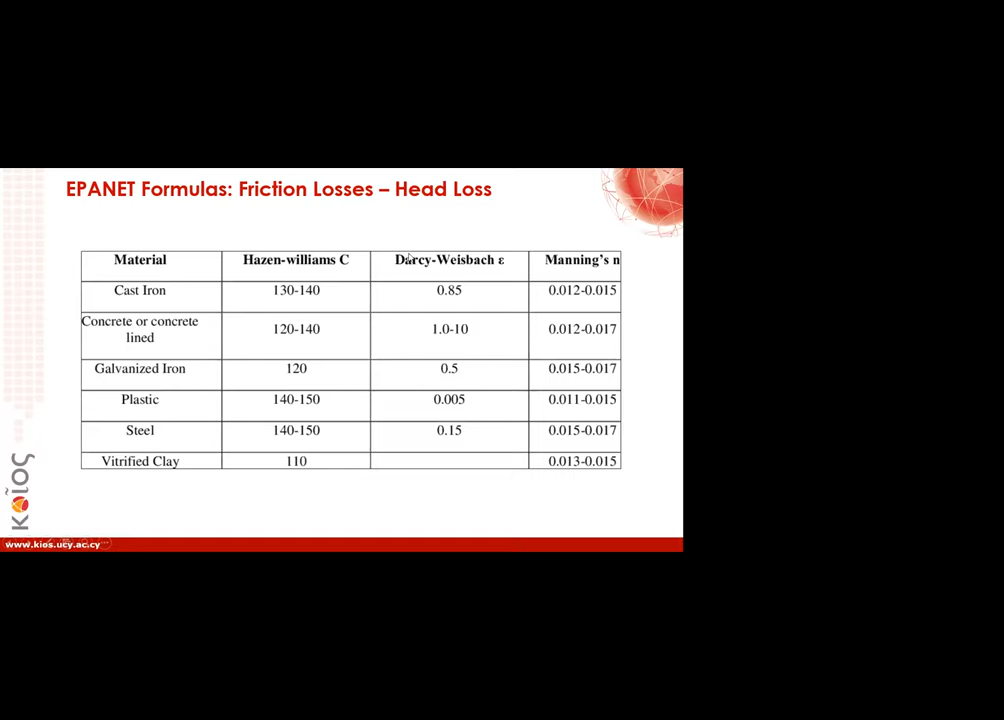 EPANET Formulas: Friction Losses – Head Loss
Material Hazen-williams C Darcy-Weisbach ε Manning's n
Cast Iron 130-140 0.85 0.012-0.015
Concrete or concrete
lined 120-140 1.0-10 0.012-0.017
Galvanized Iron 120 0.5 0.015-0.017
Plastic 140-150 0.005 0.011-0.015
Steel 140-150 0.15 0.015-0.017
Vitrified Clay 110 0.013-0.015
κοῖος
www.kios.ucy.ac.cy